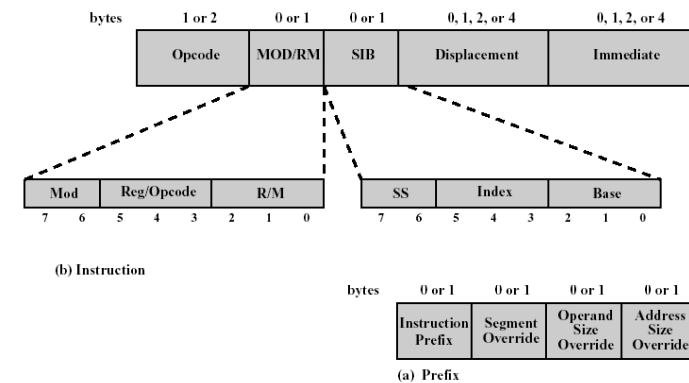 bytes 1 or 2 0 or 1 0 or 1 0, 1, 2, or 4 0, 1, 2, or 4
Opcode MOD/RM SIB Displacement Immediate
Mod Reg/Opcode R/M SS Index Base
7 6 5 4 3 2 1 0 7 6 5 4 3 2 1 0
(b) Instruction
bytes 0 or 1 0 or 1 0 or 1 0 or 1
Instruction Prefix Segment Override Operand Size Override Address Size Override
(a) Prefix